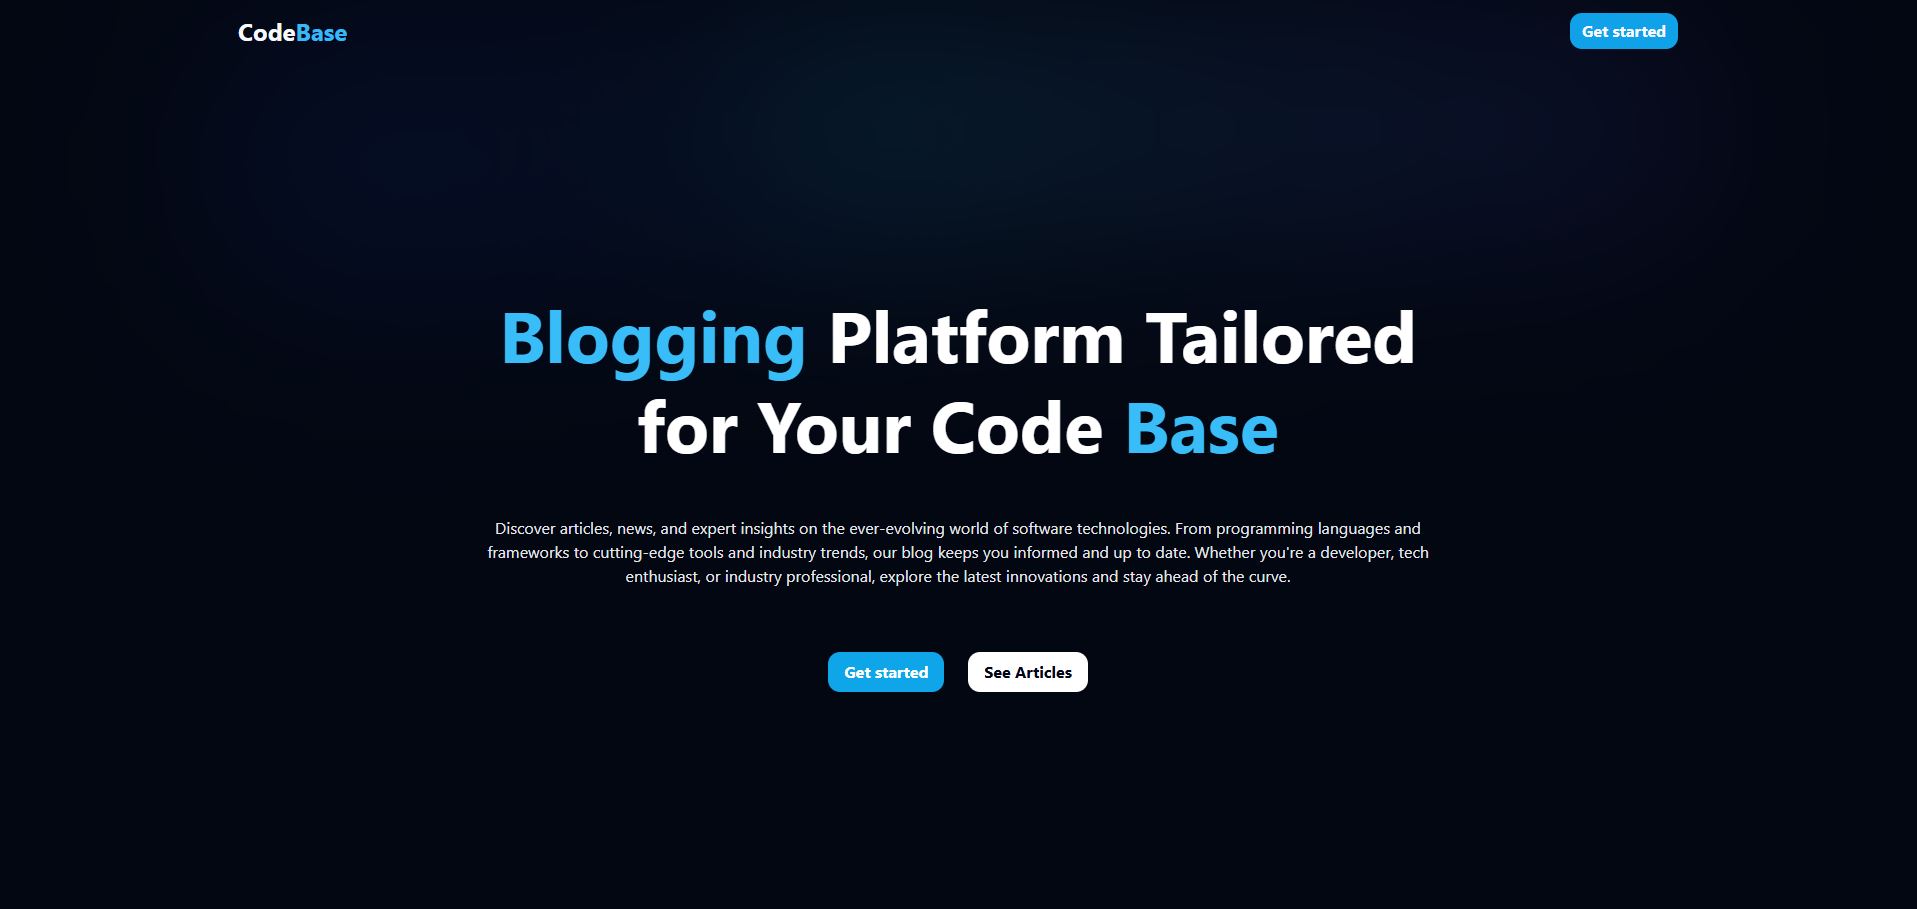 CodeBase
Get started
Blogging Platform Tailored
for Your Code Base
Discover articles, news, and expert insights on the ever-evolving world of software technologies. From programming languages and
frameworks to cutting-edge tools and industry trends, our blog keeps you informed and up to date. Whether you're a developer, tech
enthusiast, or industry professional, explore the latest innovations and stay ahead of the curve.
Get started
See Articles